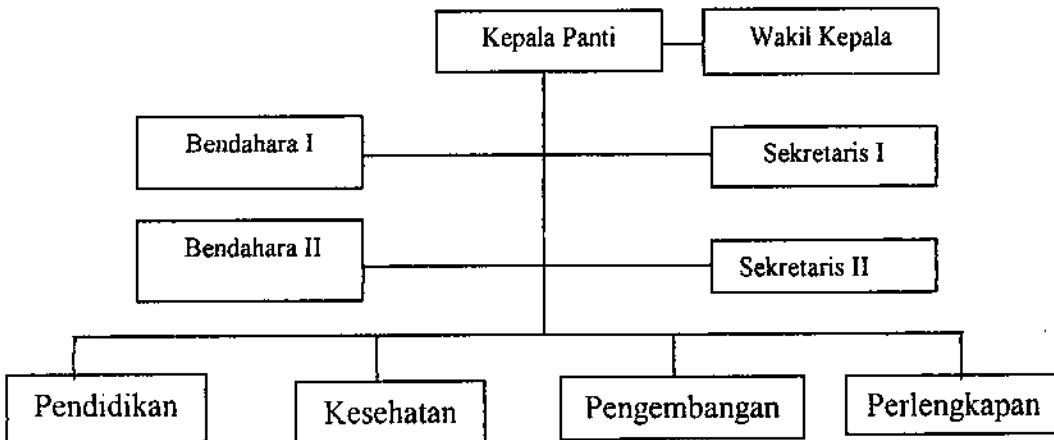 Kepala Panti
Wakil Kepala
Bendahara I
Sekretaris I
Bendahara II
Sekretaris II
Pendidikan
Kesehatan
Pengembangan
Perlengkapan